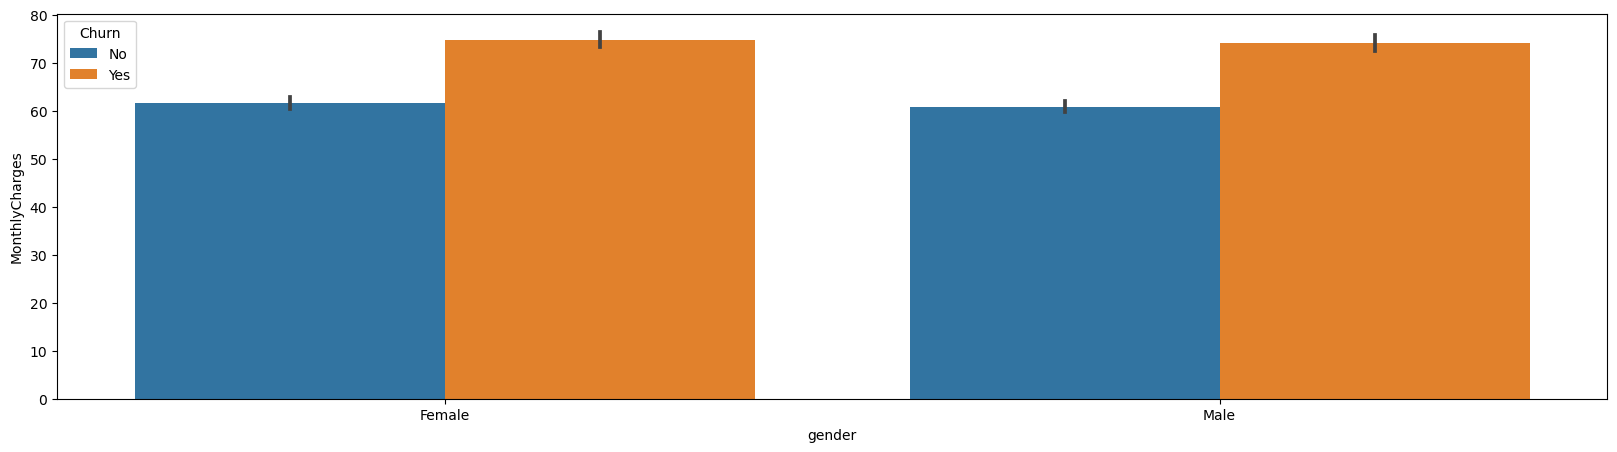 Churn
No
Yes
80
70
60
50
40
30
20
10
0
MonthlyCharges
Female
Male
gender